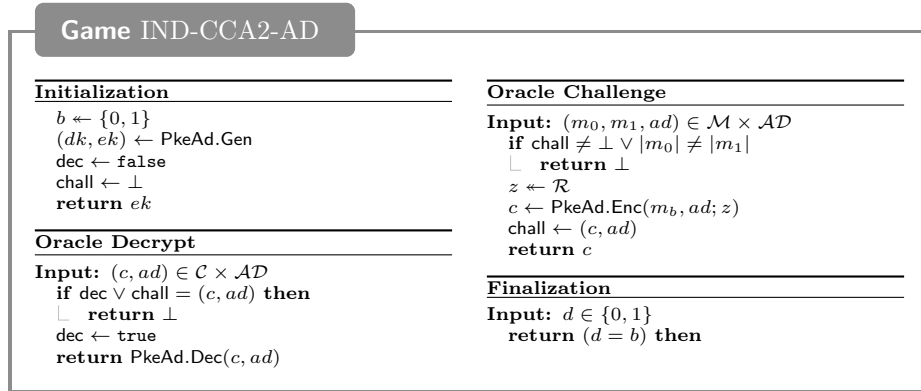 Game IND-CCA2-AD
Initialization
b ↞ {0, 1}
(dk, ek) ← PkeAd.Gen
dec ← false
chall ← ⊥
return ek
Oracle Decrypt
Input: (c, ad) ∈ C × AD
if dec ∨ chall = (c, ad) then
return ⊥
dec ← true
return PkeAd.Dec(c, ad)
Oracle Challenge
Input: (m₀, m₁, ad) ∈ M × AD
if chall ≠ ⊥ ∨ |m₀| ≠ |m₁|
return ⊥
z ↞ R
c ← PkeAd.Enc(m_b, ad; z)
chall ← (c, ad)
return c
Finalization
Input: d ∈ {0, 1}
return (d = b) then